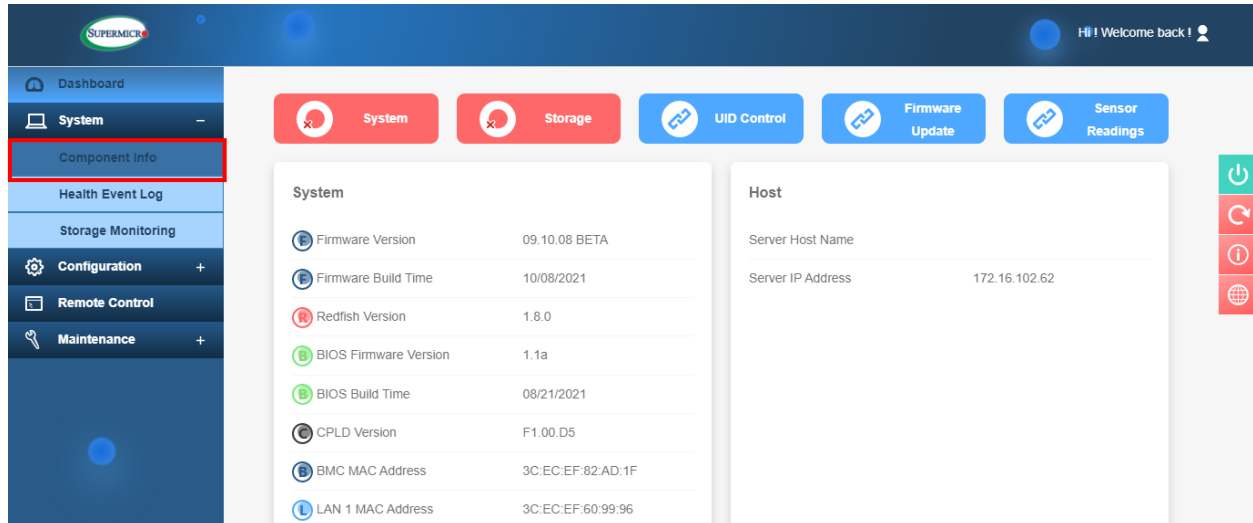 SUPERMICR
Hi ! Welcome back !
Dashboard
System −
Component Info
Health Event Log
Storage Monitoring
Configuration +
Remote Control
Maintenance +
System
Storage
UID Control
Firmware
Update
Sensor
Readings
System
F Firmware Version 09.10.08 BETA
F Firmware Build Time 10/08/2021
R Redfish Version 1.8.0
B BIOS Firmware Version 1.1a
B BIOS Build Time 08/21/2021
C CPLD Version F1.00.D5
B BMC MAC Address 3C:EC:EF:82:AD:1F
L LAN 1 MAC Address 3C:EC:EF:60:99:96
Host
Server Host Name
Server IP Address 172.16.102.62